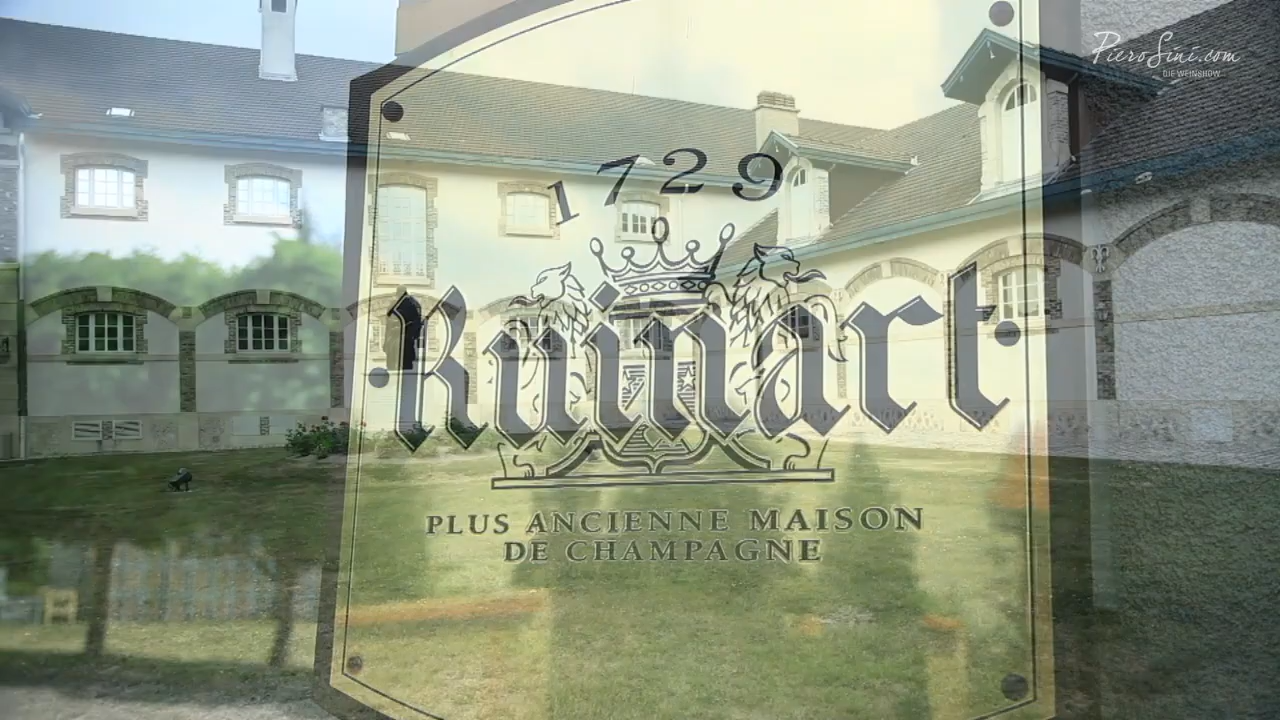 PieroSini.com
DIE WEINSHOW
1729
Ruinart
PLUS ANCIENNE MAISON
DE CHAMPAGNE